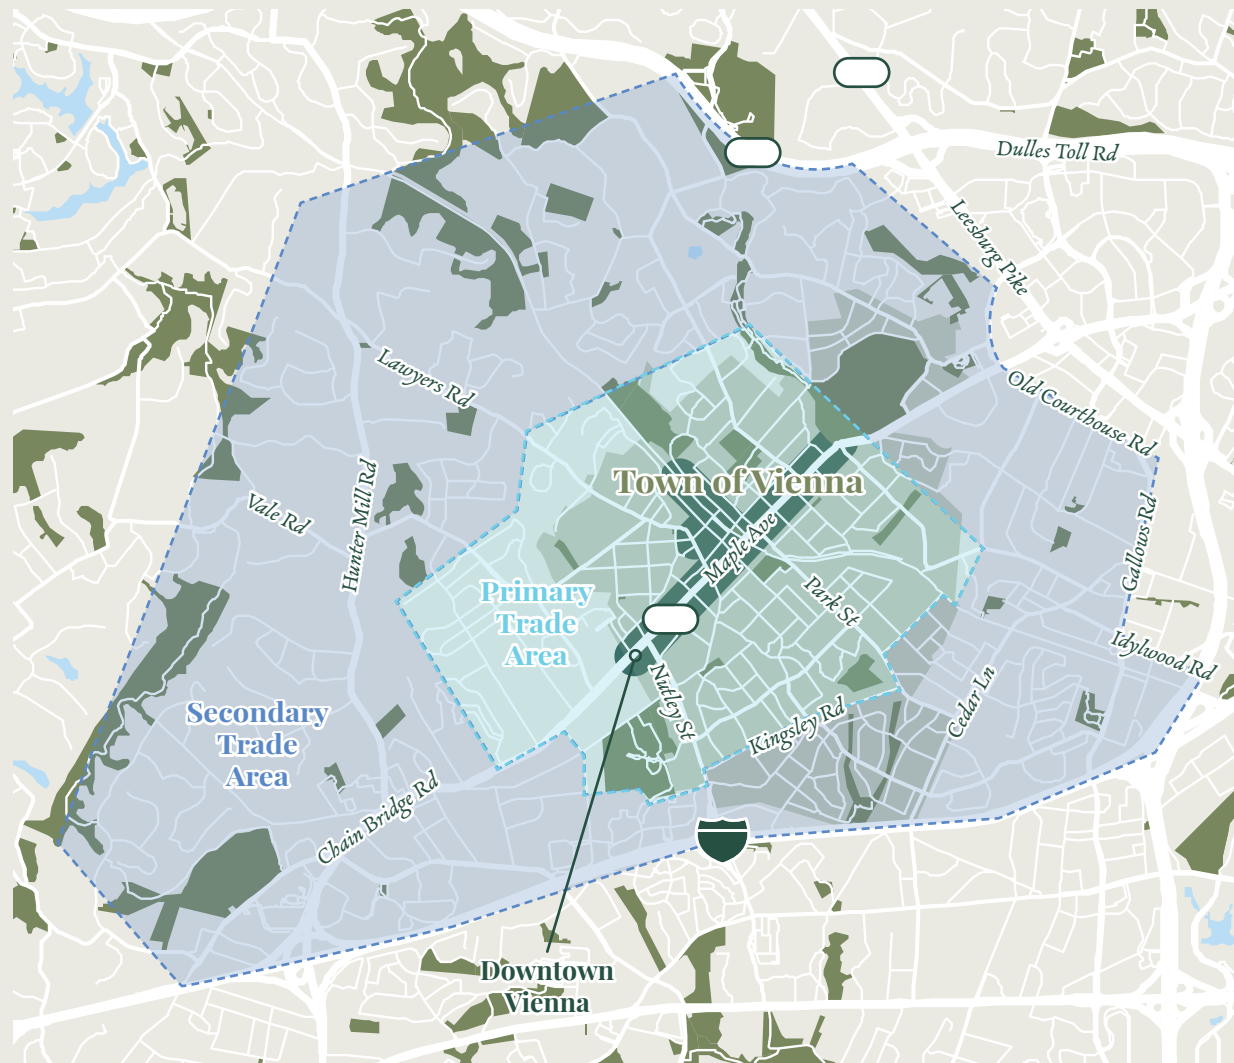 Dulles Toll Rd
Leesburg Pike
Lawyers Rd
Old Courthouse Rd
Town of Vienna
Vale Rd
Hunter Mill Rd
Maple Ave
Gallows Rd
Primary
Trade
Area
Park St
Idylwood Rd
Nutley St
Cedar Ln
Kingsley Rd
Secondary
Trade
Area
Chain Bridge Rd
Downtown
Vienna